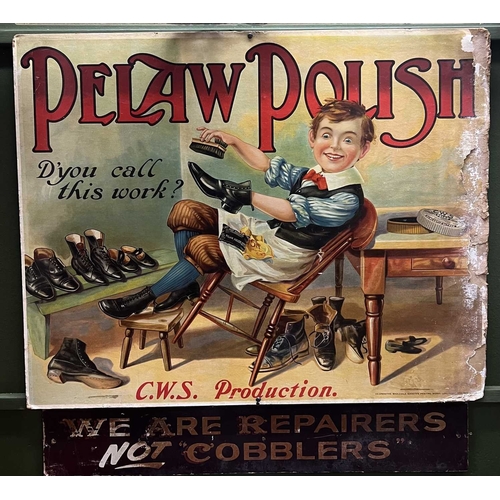 PELAW POLISH
D'you call
this work?
C.W.S. Production.
WE ARE REPAIRERS
NOT COBBLERS